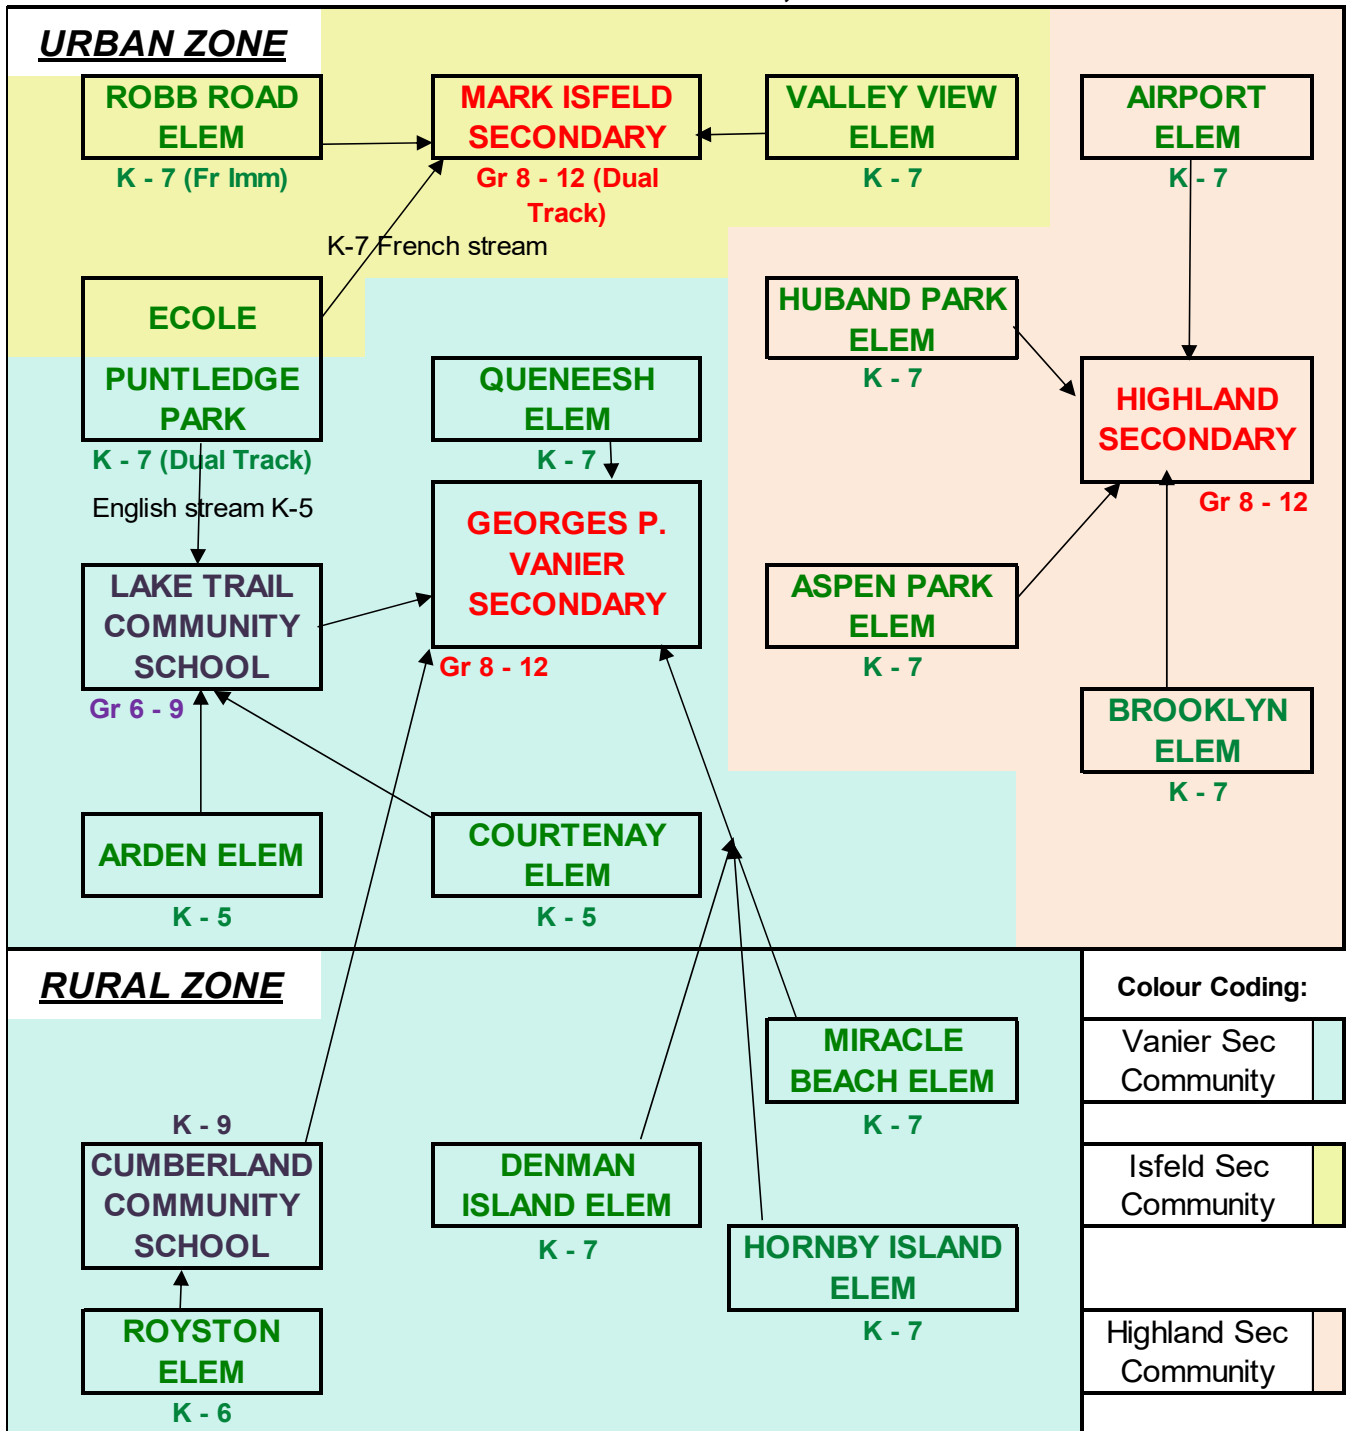 URBAN ZONE
ROBB ROAD
ELEM
K - 7 (Fr Imm)
MARK ISFELD
SECONDARY
Gr 8 - 12 (Dual
Track)
VALLEY VIEW
ELEM
K - 7
AIRPORT
ELEM
K - 7
K-7 French stream
ECOLE
PUNTLEDGE
PARK
K - 7 (Dual Track)
English stream K-5
QUENEESH
ELEM
K - 7
HUBAND PARK
ELEM
K - 7
HIGHLAND
SECONDARY
Gr 8 - 12
GEORGES P.
VANIER
SECONDARY
Gr 8 - 12
LAKE TRAIL
COMMUNITY
SCHOOL
Gr 6 - 9
ASPEN PARK
ELEM
K - 7
BROOKLYN
ELEM
K - 7
ARDEN ELEM
K - 5
COURTENAY
ELEM
K - 5
RURAL ZONE
MIRACLE
BEACH ELEM
K - 7
K - 9
CUMBERLAND
COMMUNITY
SCHOOL
DENMAN
ISLAND ELEM
K - 7
HORNBY ISLAND
ELEM
K - 7
ROYSTON
ELEM
K - 6
Colour Coding:
Vanier Sec
Community
Isfeld Sec
Community
Highland Sec
Community